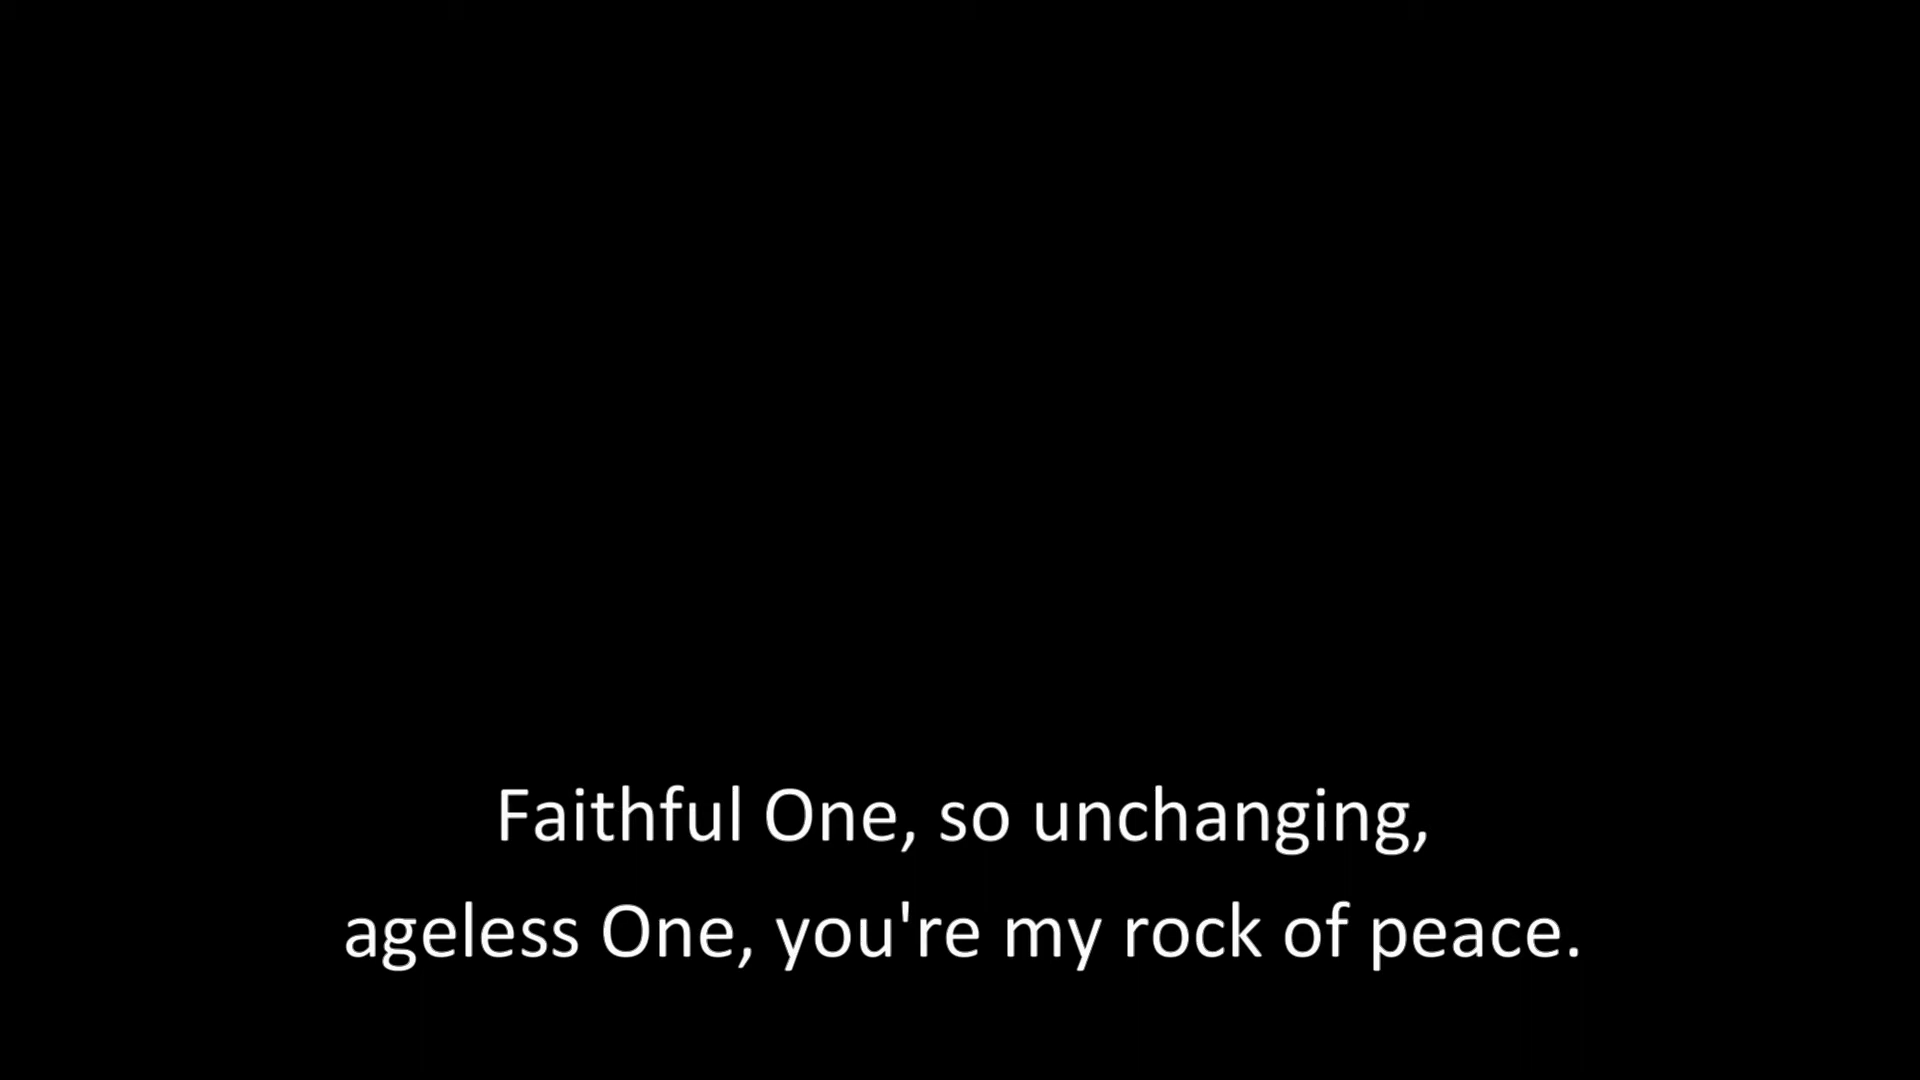 Faithful One, so unchanging,
ageless One, you're my rock of peace.